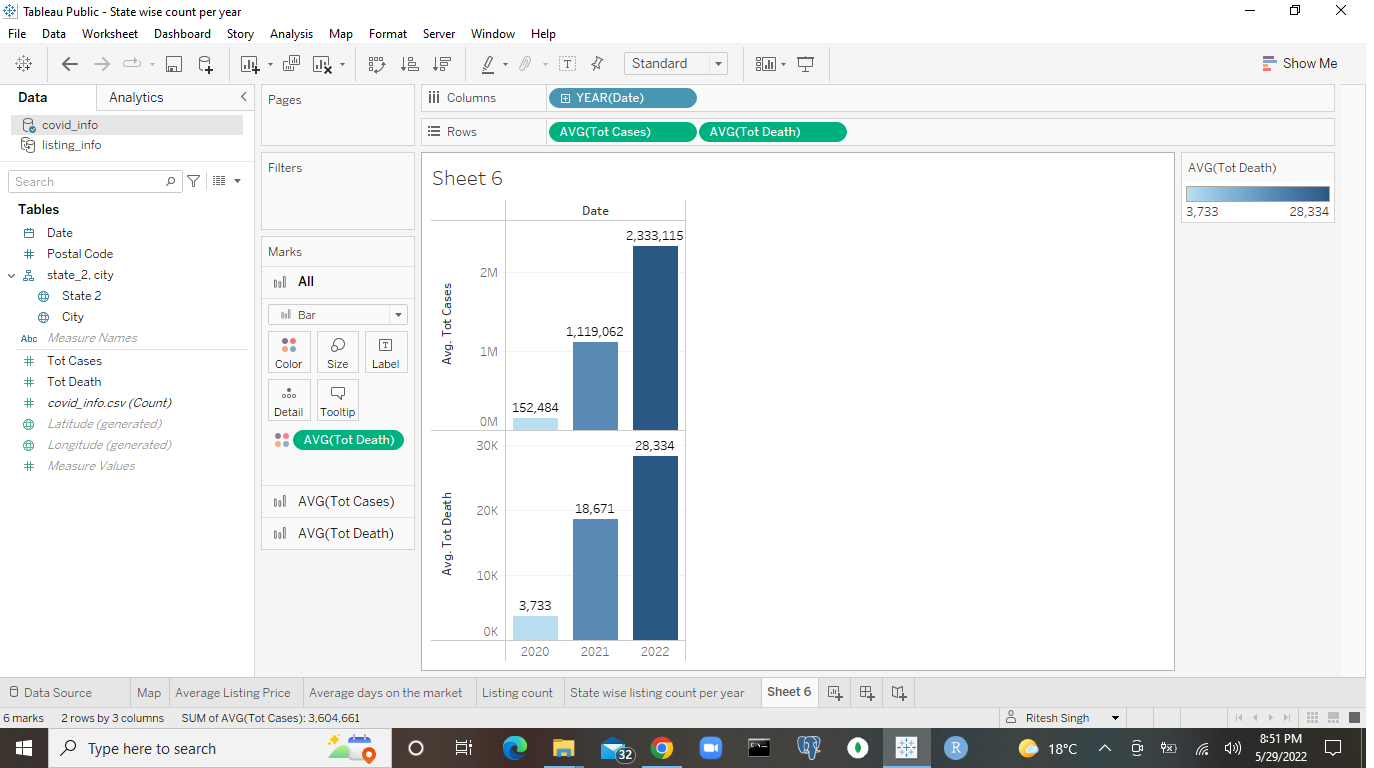 Tableau Public - State wise count per year
File Data Worksheet Dashboard Story Analysis Map Format Server Window Help
Standard
Show Me
Data Analytics
covid_info
listing_info
Search
Tables
Date
Postal Code
state_2, city
State 2
City
Abc Measure Names
Tot Cases
Tot Death
covid_info.csv (Count)
Latitude (generated)
Longitude (generated)
Measure Values
Pages
Filters
Marks
All
Bar
Color Size Label
Detail Tooltip
AVG(Tot Death)
AVG(Tot Cases)
AVG(Tot Death)
Columns YEAR(Date)
Rows AVG(Tot Cases) AVG(Tot Death)
Sheet 6
Date
2,333,115
2M
Avg. Tot Cases
1,119,062
1M
152,484
0M
30K 28,334
Avg. Tot Death
20K 18,671
10K
3,733
0K
2020 2021 2022
AVG(Tot Death)
3,733 28,334
Data Source Map Average Listing Price Average days on the market Listing count State wise listing count per year Sheet 6
6 marks 2 rows by 3 columns SUM of AVG(Tot Cases): 3,604,661
Ritesh Singh
Type here to search
32
R
18°C
8:51 PM
5/29/2022